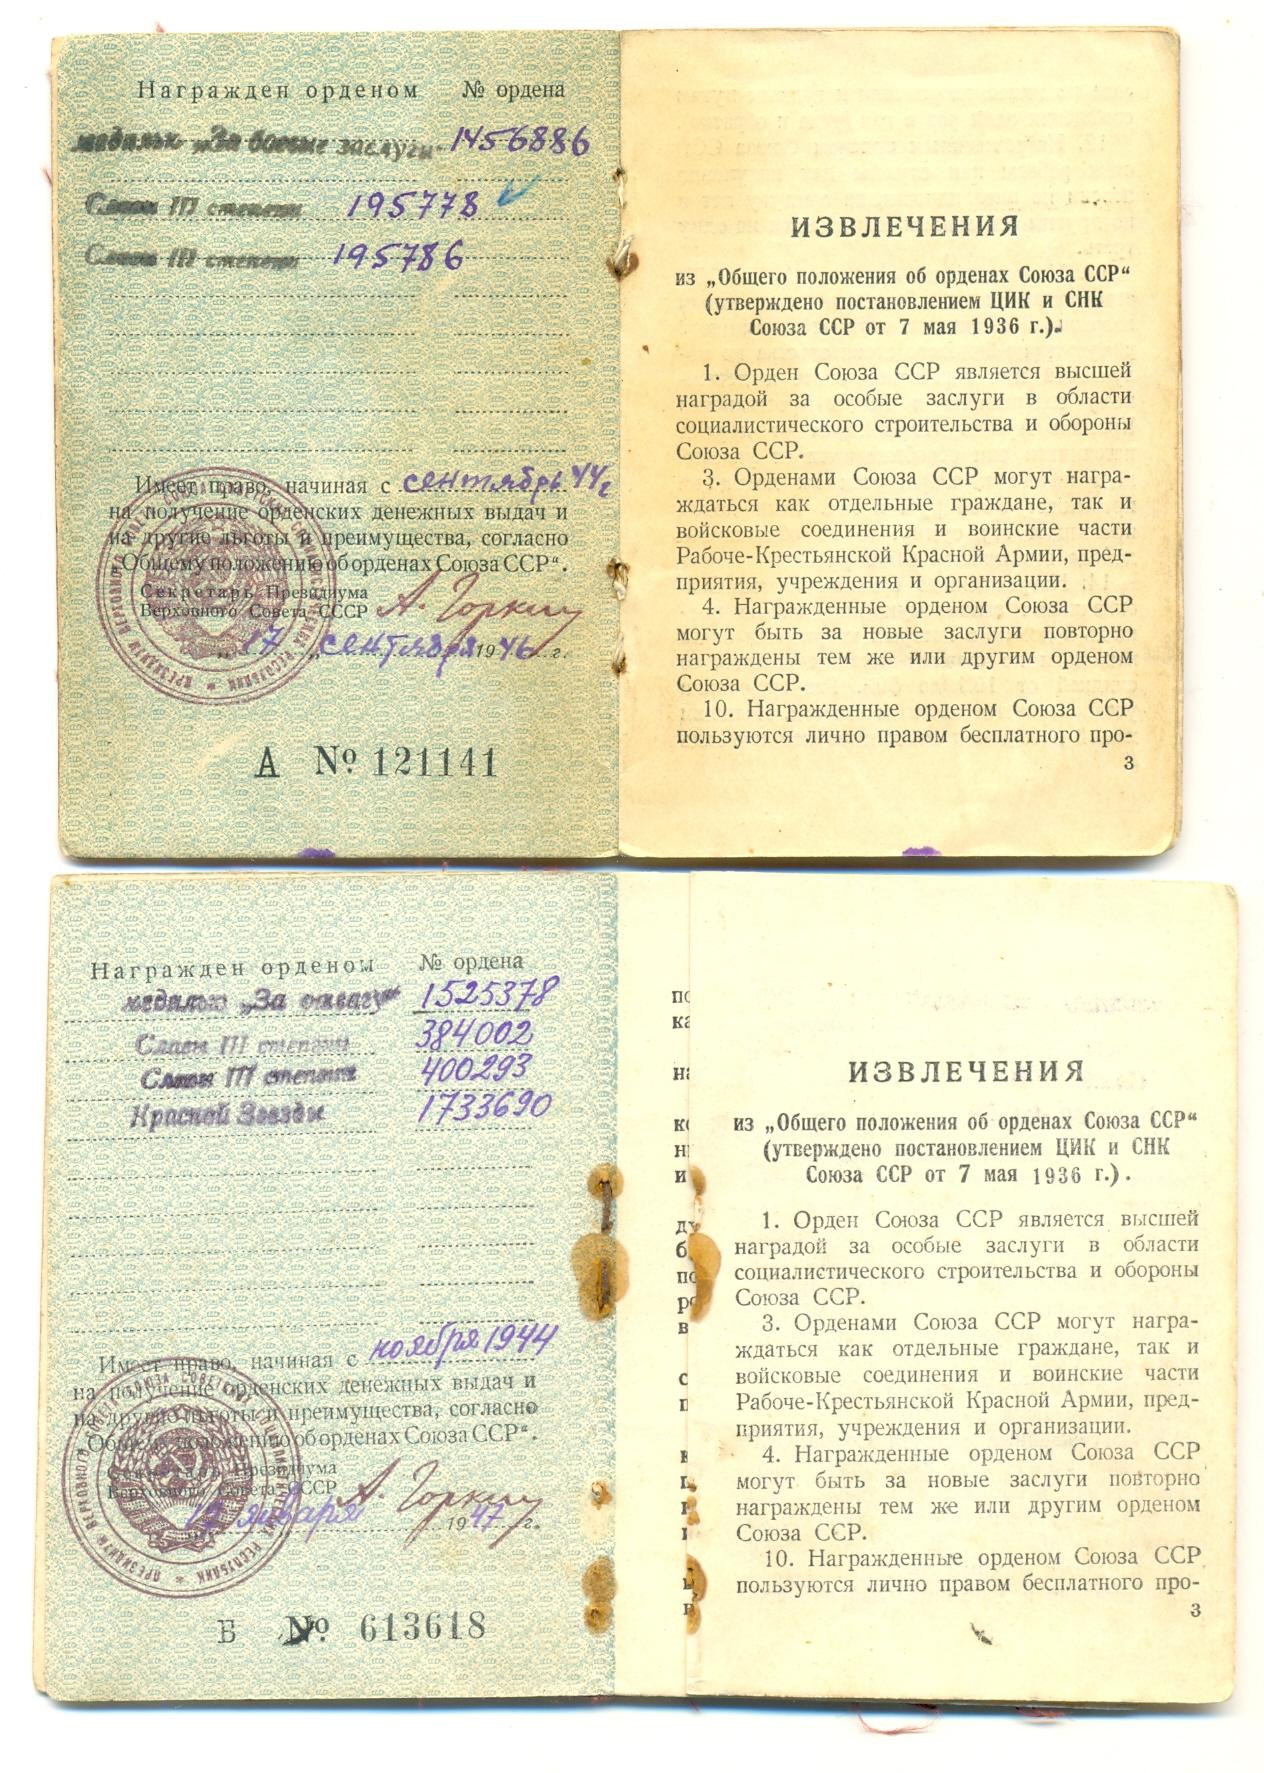 Награжден орденом № ордена
медалью „За боевые заслуги" 1456886
Славы III степени 195778
Славы III степени 195786
Имеет право, начиная с сентябрь 44 г
на получение орденских денежных выдач и
на другие льготы и преимущества, согласно
„Общему положению об орденах Союза ССР“.
Секретарь Президиума
Верховного Совета СССР А. Горкин
„17“ сентября 1946 г.
А № 121141
ИЗВЛЕЧЕНИЯ
из „Общего положения об орденах Союза ССР“
(утверждено постановлением ЦИК и СНК
Союза ССР от 7 мая 1936 г.).
1. Орден Союза ССР является высшей
наградой за особые заслуги в области
социалистического строительства и обороны
Союза ССР.
3. Орденами Союза ССР могут награ-
ждаться как отдельные граждане, так и
войсковые соединения и воинские части
Рабоче-Крестьянской Красной Армии, пред-
приятия, учреждения и организации.
4. Награжденные орденом Союза ССР
могут быть за новые заслуги повторно
награждены тем же или другим орденом
Союза ССР.
10. Награжденные орденом Союза ССР
пользуются лично правом бесплатного про-
3
Награжден орденом № ордена
медалью „За отвагу" 1525378
Славы III степени 384002
Славы III степени 400293
Красной Звезды 1733690
Имеет право, начиная с ноября 1944
на получение орденских денежных выдач и
на другие льготы и преимущества, согласно
„Общему положению об орденах Союза ССР“.
Секретарь Президиума
Верховного Совета СССР А. Горкин
17 января 1947 г.
Б № 613618
ИЗВЛЕЧЕНИЯ
из „Общего положения об орденах Союза ССР“
(утверждено постановлением ЦИК и СНК
Союза ССР от 7 мая 1936 г.).
1. Орден Союза ССР является высшей
наградой за особые заслуги в области
социалистического строительства и обороны
Союза ССР.
3. Орденами Союза ССР могут награ-
ждаться как отдельные граждане, так и
войсковые соединения и воинские части
Рабоче-Крестьянской Красной Армии, пред-
приятия, учреждения и организации.
4. Награжденные орденом Союза ССР
могут быть за новые заслуги повторно
награждены тем же или другим орденом
Союза ССР.
10. Награжденные орденом Союза ССР
пользуются лично правом бесплатного про-
3